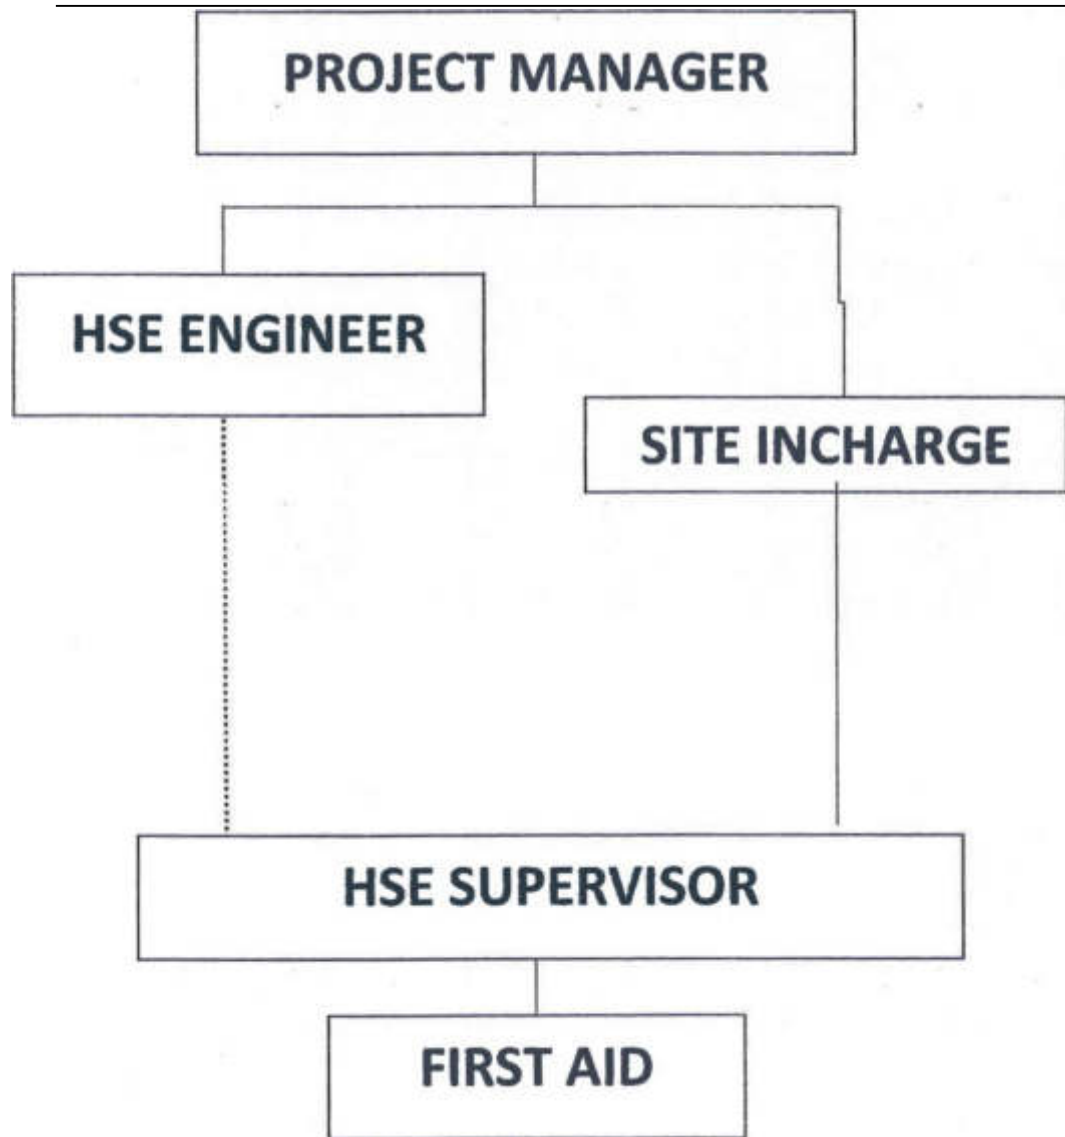 PROJECT MANAGER
HSE ENGINEER
SITE INCHARGE
HSE SUPERVISOR
FIRST AID